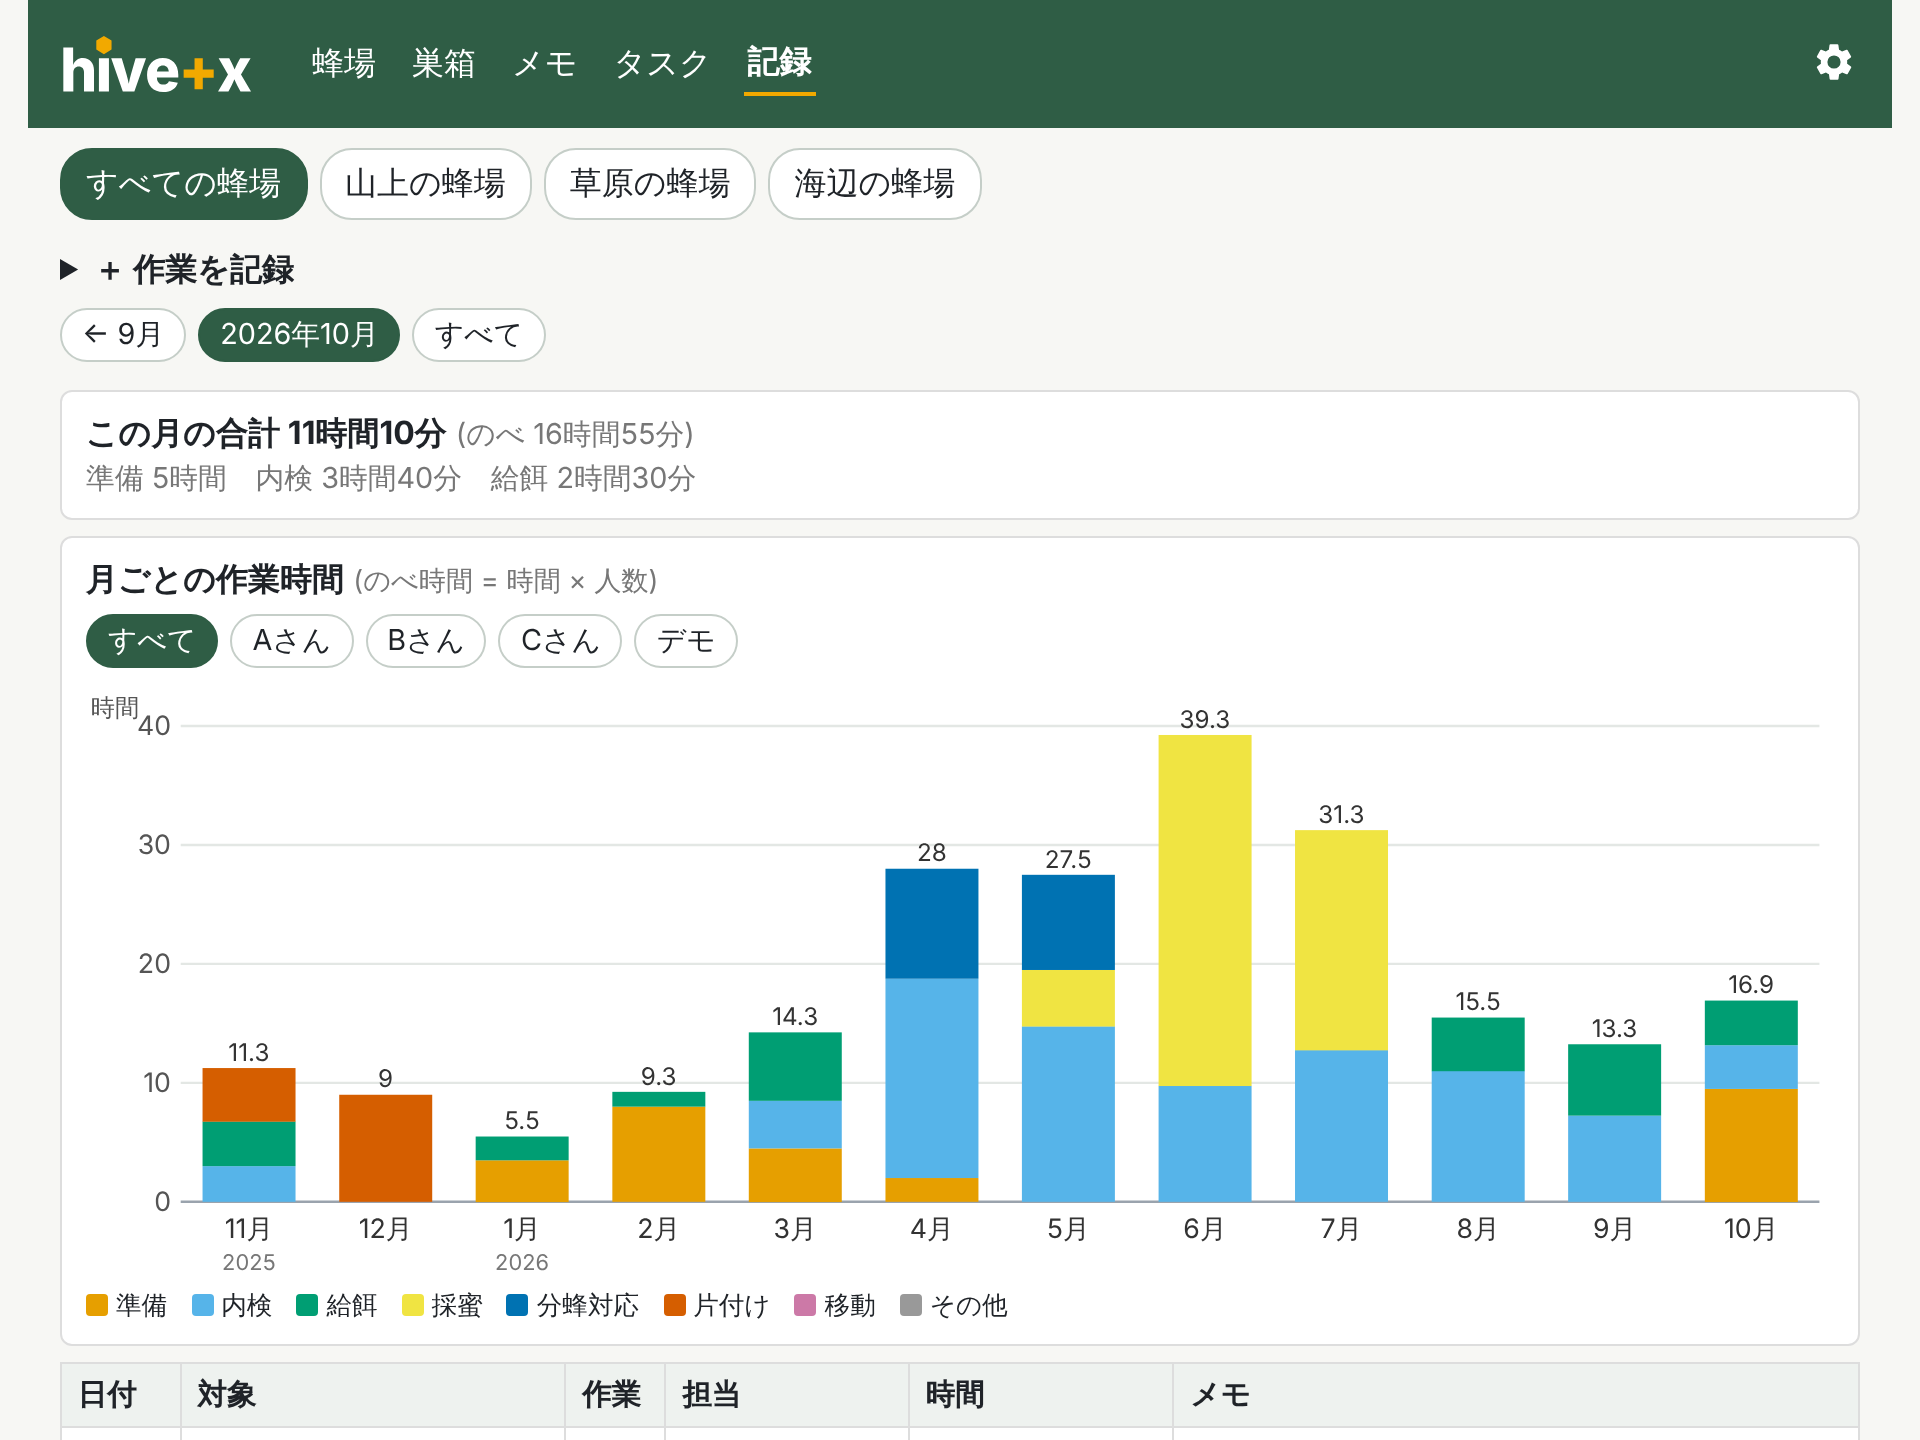 hive+x 蜂場 巣箱 メモ タスク 記録
すべての蜂場 山上の蜂場 草原の蜂場 海辺の蜂場
▶ + 作業を記録
← 9月 2026年10月 すべて
この月の合計 11時間10分 (のべ 16時間55分)
準備 5時間 内検 3時間40分 給餌 2時間30分
月ごとの作業時間 (のべ時間 = 時間 × 人数)
すべて Aさん Bさん Cさん デモ
時間
40
30
20
10
0
11.3
9
5.5
9.3
14.3
28
27.5
39.3
31.3
15.5
13.3
16.9
11月 12月 1月 2月 3月 4月 5月 6月 7月 8月 9月 10月
2025 2026
準備 内検 給餌 採蜜 分蜂対応 片付け 移動 その他
日付 対象 作業 担当 時間 メモ